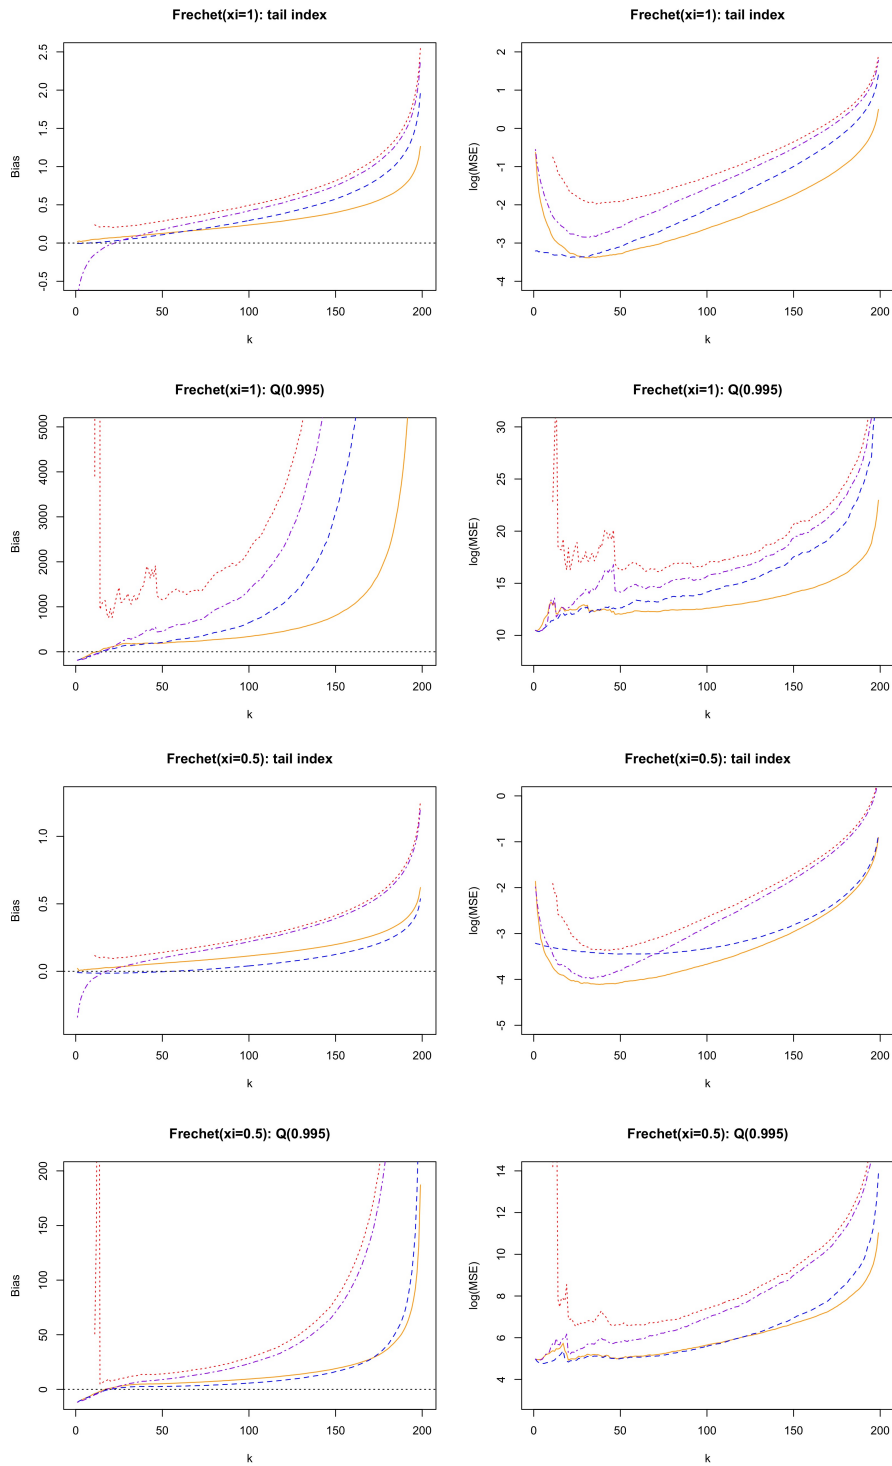 Frechet(xi=1): tail index
Bias
2.5
2.0
1.5
1.0
0.5
0.0
-0.5
0 50 100 150 200
k
Frechet(xi=1): tail index
log(MSE)
2
1
0
-1
-2
-3
-4
0 50 100 150 200
k
Frechet(xi=1): Q(0.995)
Bias
5000
4000
3000
2000
1000
0
0 50 100 150 200
k
Frechet(xi=1): Q(0.995)
log(MSE)
30
25
20
15
10
0 50 100 150 200
k
Frechet(xi=0.5): tail index
Bias
1.0
0.5
0.0
0 50 100 150 200
k
Frechet(xi=0.5): tail index
log(MSE)
0
-1
-2
-3
-4
-5
0 50 100 150 200
k
Frechet(xi=0.5): Q(0.995)
Bias
200
150
100
50
0
0 50 100 150 200
k
Frechet(xi=0.5): Q(0.995)
log(MSE)
14
12
10
8
6
4
0 50 100 150 200
k